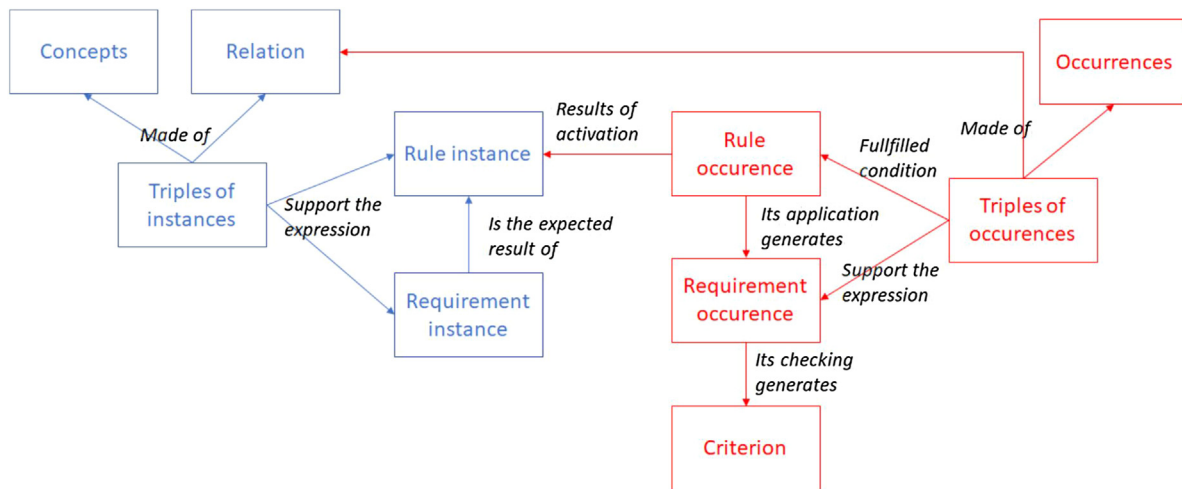 Concepts
Relation
Occurrences
Made of
Results of
activation
Rule instance
Rule
occurence
Fullfilled
condition
Made of
Triples of
instances
Support the
expression
Is the expected
result of
Its application
generates
Triples of
occurences
Requirement
instance
Requirement
occurence
Support the
expression
Its checking
generates
Criterion